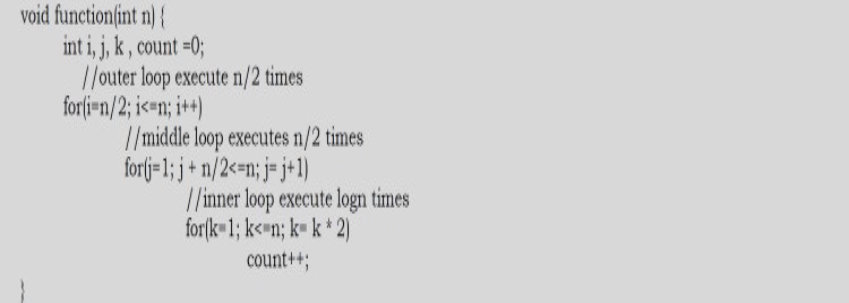 void function(int n) {
int i, j, k , count =0;
//outer loop execute n/2 times
for(i=n/2; i<=n; i++)
//middle loop executes n/2 times
for(j=1; j + n/2<=n; j= j+1)
//inner loop execute logn times
for(k=1; k<=n; k= k * 2)
count++;
}